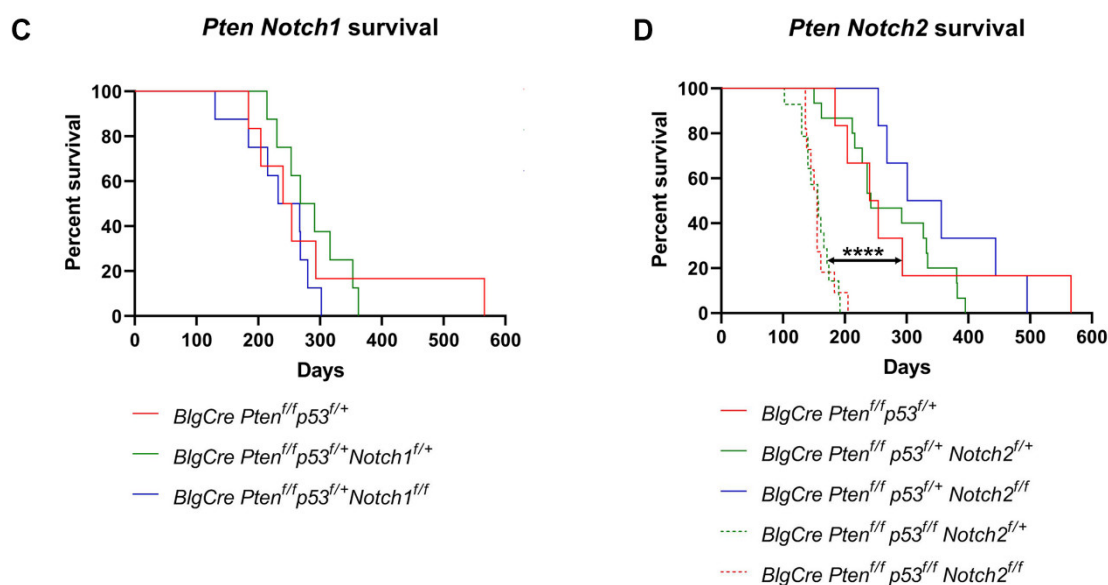 C
Pten Notch1 survival
Percent survival
100
80
60
40
20
0
0 100 200 300 400 500 600
Days
BlgCre Pten^f/f p53^f/+
BlgCre Pten^f/f p53^f/+ Notch1^f/+
BlgCre Pten^f/f p53^f/+ Notch1^f/f
D
Pten Notch2 survival
Percent survival
100
80
60
40
20
0
****
0 100 200 300 400 500 600
Days
BlgCre Pten^f/f p53^f/+
BlgCre Pten^f/f p53^f/+ Notch2^f/+
BlgCre Pten^f/f p53^f/+ Notch2^f/f
BlgCre Pten^f/f p53^f/f Notch2^f/+
BlgCre Pten^f/f p53^f/f Notch2^f/f